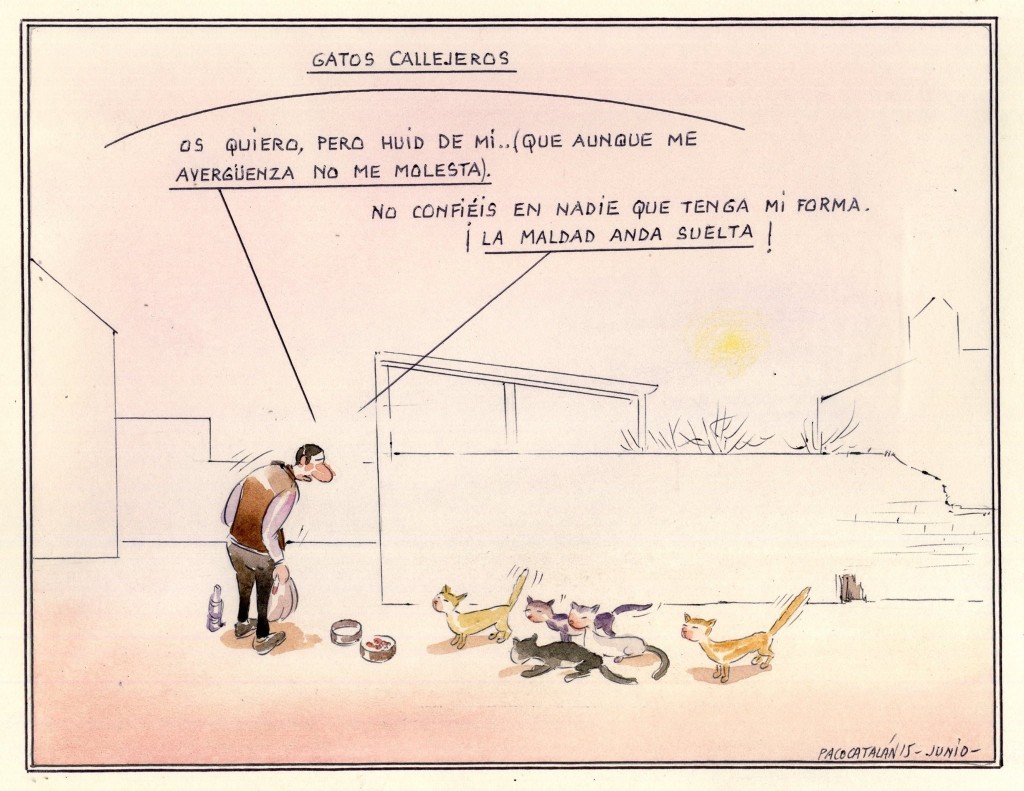 GATOS CALLEJEROS
OS QUIERO, PERO HUID DE MÍ..(QUE AUNQUE ME
AVERGÜENZA NO ME MOLESTA).
NO CONFIÉIS EN NADIE QUE TENGA MI FORMA.
¡LA MALDAD ANDA SUELTA!
PACOCATALÁN15-JUNIO-